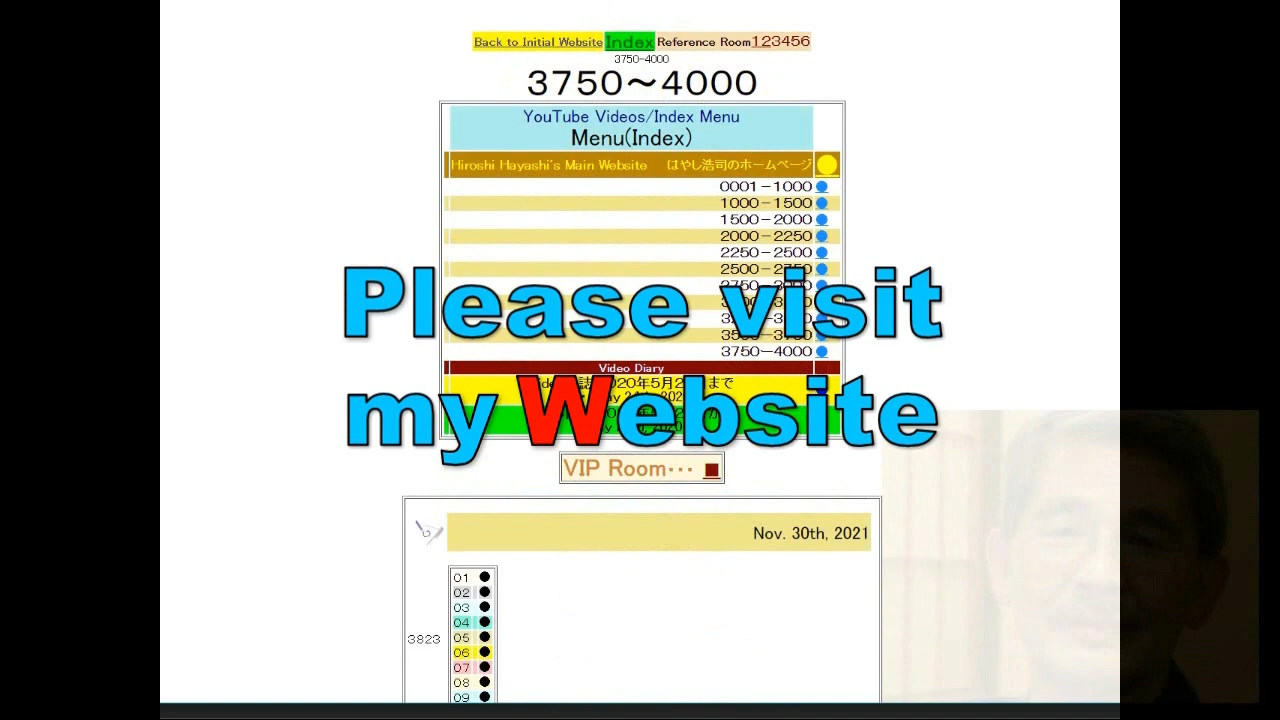 Back to Initial Website Index Reference Room123456
3750-4000
3750～4000
YouTube Videos/Index Menu
Menu(Index)
Hiroshi Hayashi's Main Website はやし浩司のホームページ
0001－1000
1000－1500
1500－2000
2000－2250
2250－2500
2500－2750
Please visit
3750－4000
Video Diary
my Website
VIP Room…
Nov. 30th, 2021
01
02
03
04
3823
05
06
07
08
09